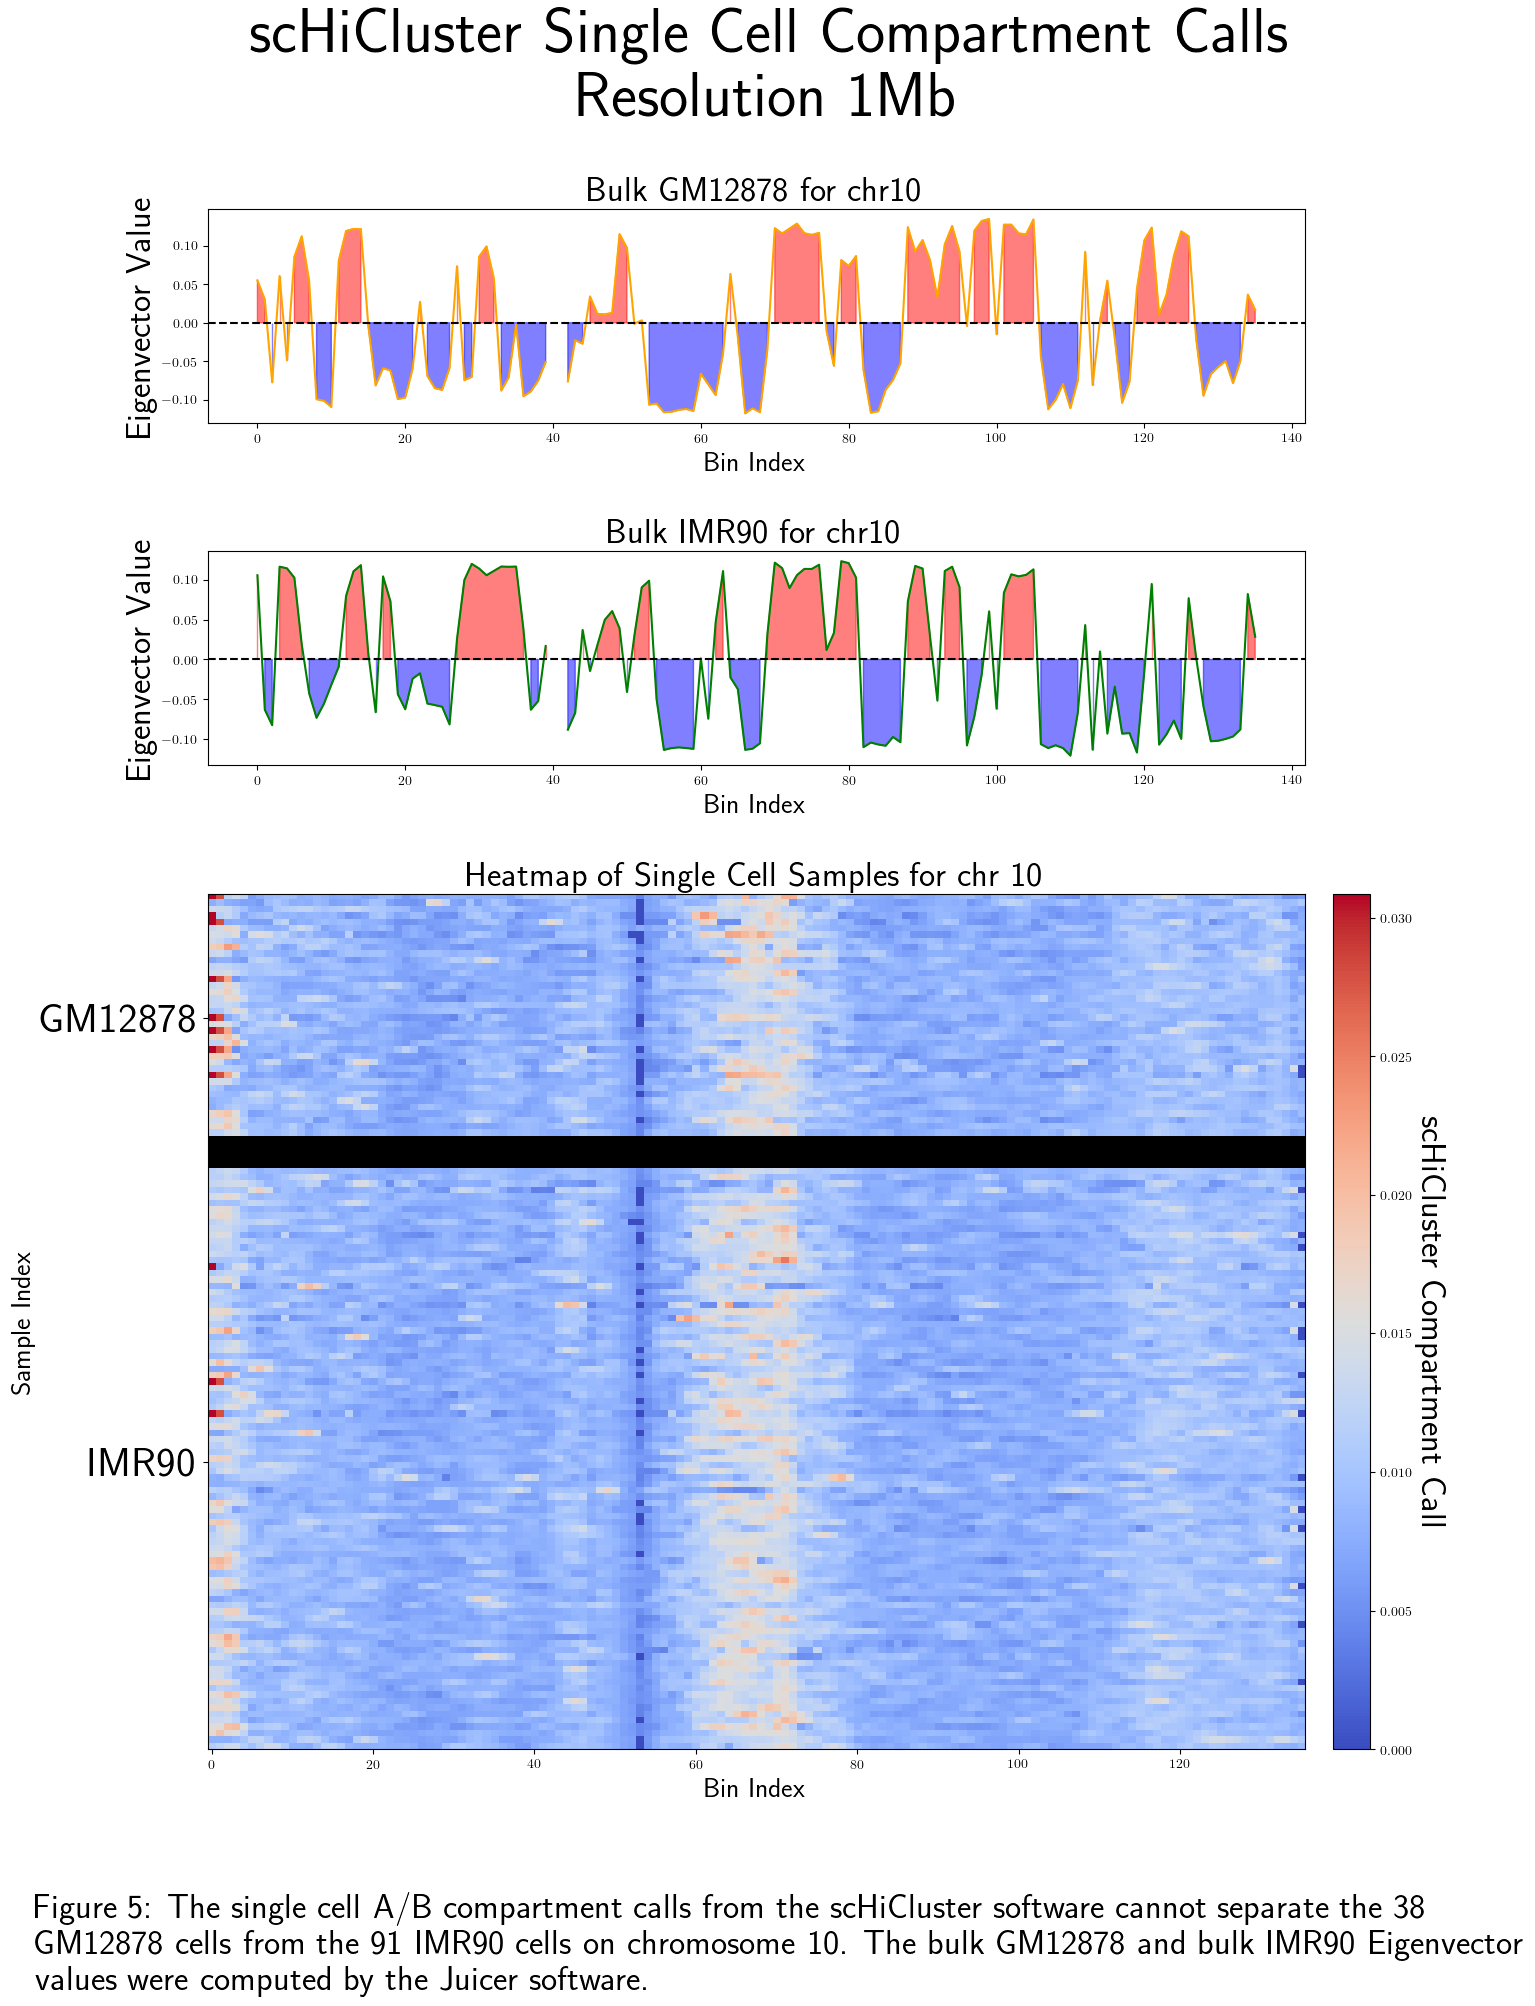 scHiCluster Single Cell Compartment Calls
Resolution 1Mb
Bulk GM12878 for chr10
Eigenvector Value
0.10
0.05
0.00
−0.05
−0.10
0 20 40 60 80 100 120 140
Bin Index
Bulk IMR90 for chr10
Eigenvector Value
0.10
0.05
0.00
−0.05
−0.10
0 20 40 60 80 100 120 140
Bin Index
Heatmap of Single Cell Samples for chr 10
Sample Index
GM12878
IMR90
0 20 40 60 80 100 120
Bin Index
0.030
0.025
0.020
0.015
0.010
0.005
0.000
scHiCluster Compartment Call
Figure 5: The single cell A/B compartment calls from the scHiCluster software cannot separate the 38
GM12878 cells from the 91 IMR90 cells on chromosome 10. The bulk GM12878 and bulk IMR90 Eigenvector
values were computed by the Juicer software.